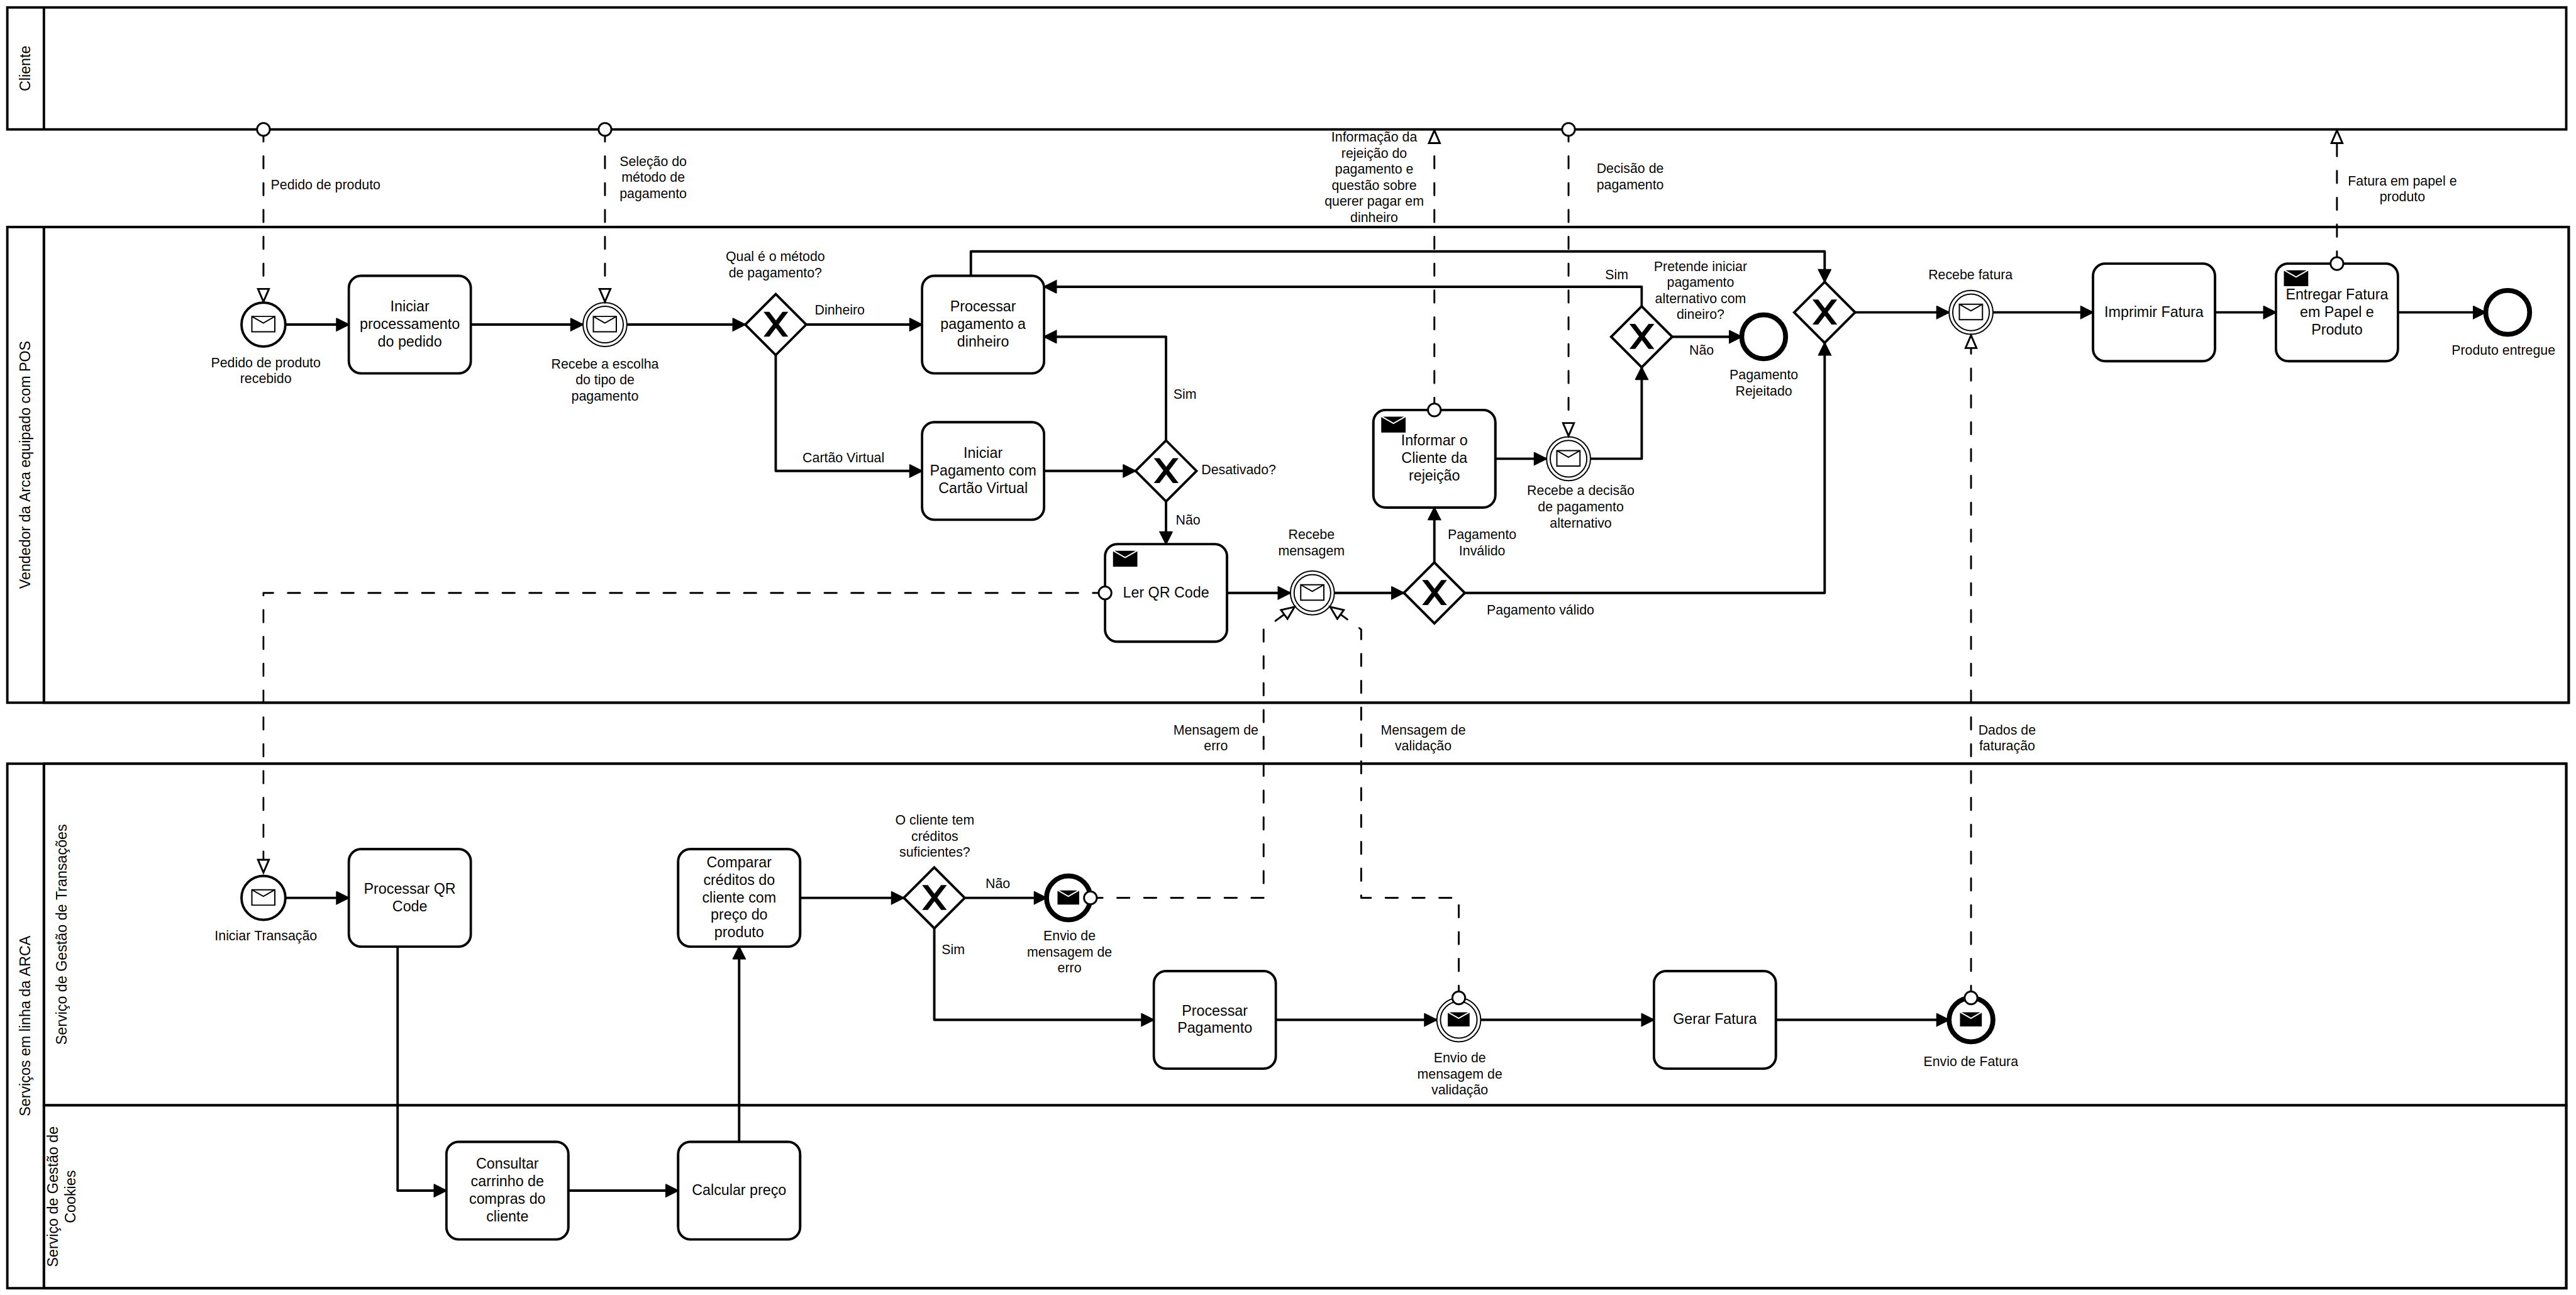 Cliente
Pedido de produto
Seleção do
método de
pagamento
Informação da
rejeição do
pagamento e
questão sobre
querer pagar em
dinheiro
Decisão de
pagamento
Fatura em papel e
produto
Vendedor da Arca equipado com POS
Pedido de produto
recebido
Iniciar
processamento
do pedido
Recebe a escolha
do tipo de
pagamento
Qual é o método
de pagamento?
Dinheiro
Cartão Virtual
Processar
pagamento a
dinheiro
Iniciar
Pagamento com
Cartão Virtual
Sim
Desativado?
Não
Ler QR Code
Recebe
mensagem
Pagamento
Inválido
Pagamento válido
Informar o
Cliente da
rejeição
Recebe a decisão
de pagamento
alternativo
Sim
Pretende iniciar
pagamento
alternativo com
dineiro?
Não
Pagamento
Rejeitado
Recebe fatura
Imprimir Fatura
Entregar Fatura
em Papel e
Produto
Produto entregue
Mensagem de
erro
Mensagem de
validação
Dados de
faturação
Serviços em linha da ARCA
Serviço de Gestão de Transações
Iniciar Transação
Processar QR
Code
Comparar
créditos do
cliente com
preço do
produto
O cliente tem
créditos
suficientes?
Não
Sim
Envio de
mensagem de
erro
Processar
Pagamento
Envio de
mensagem de
validação
Gerar Fatura
Envio de Fatura
Serviço de Gestão de
Cookies
Consultar
carrinho de
compras do
cliente
Calcular preço